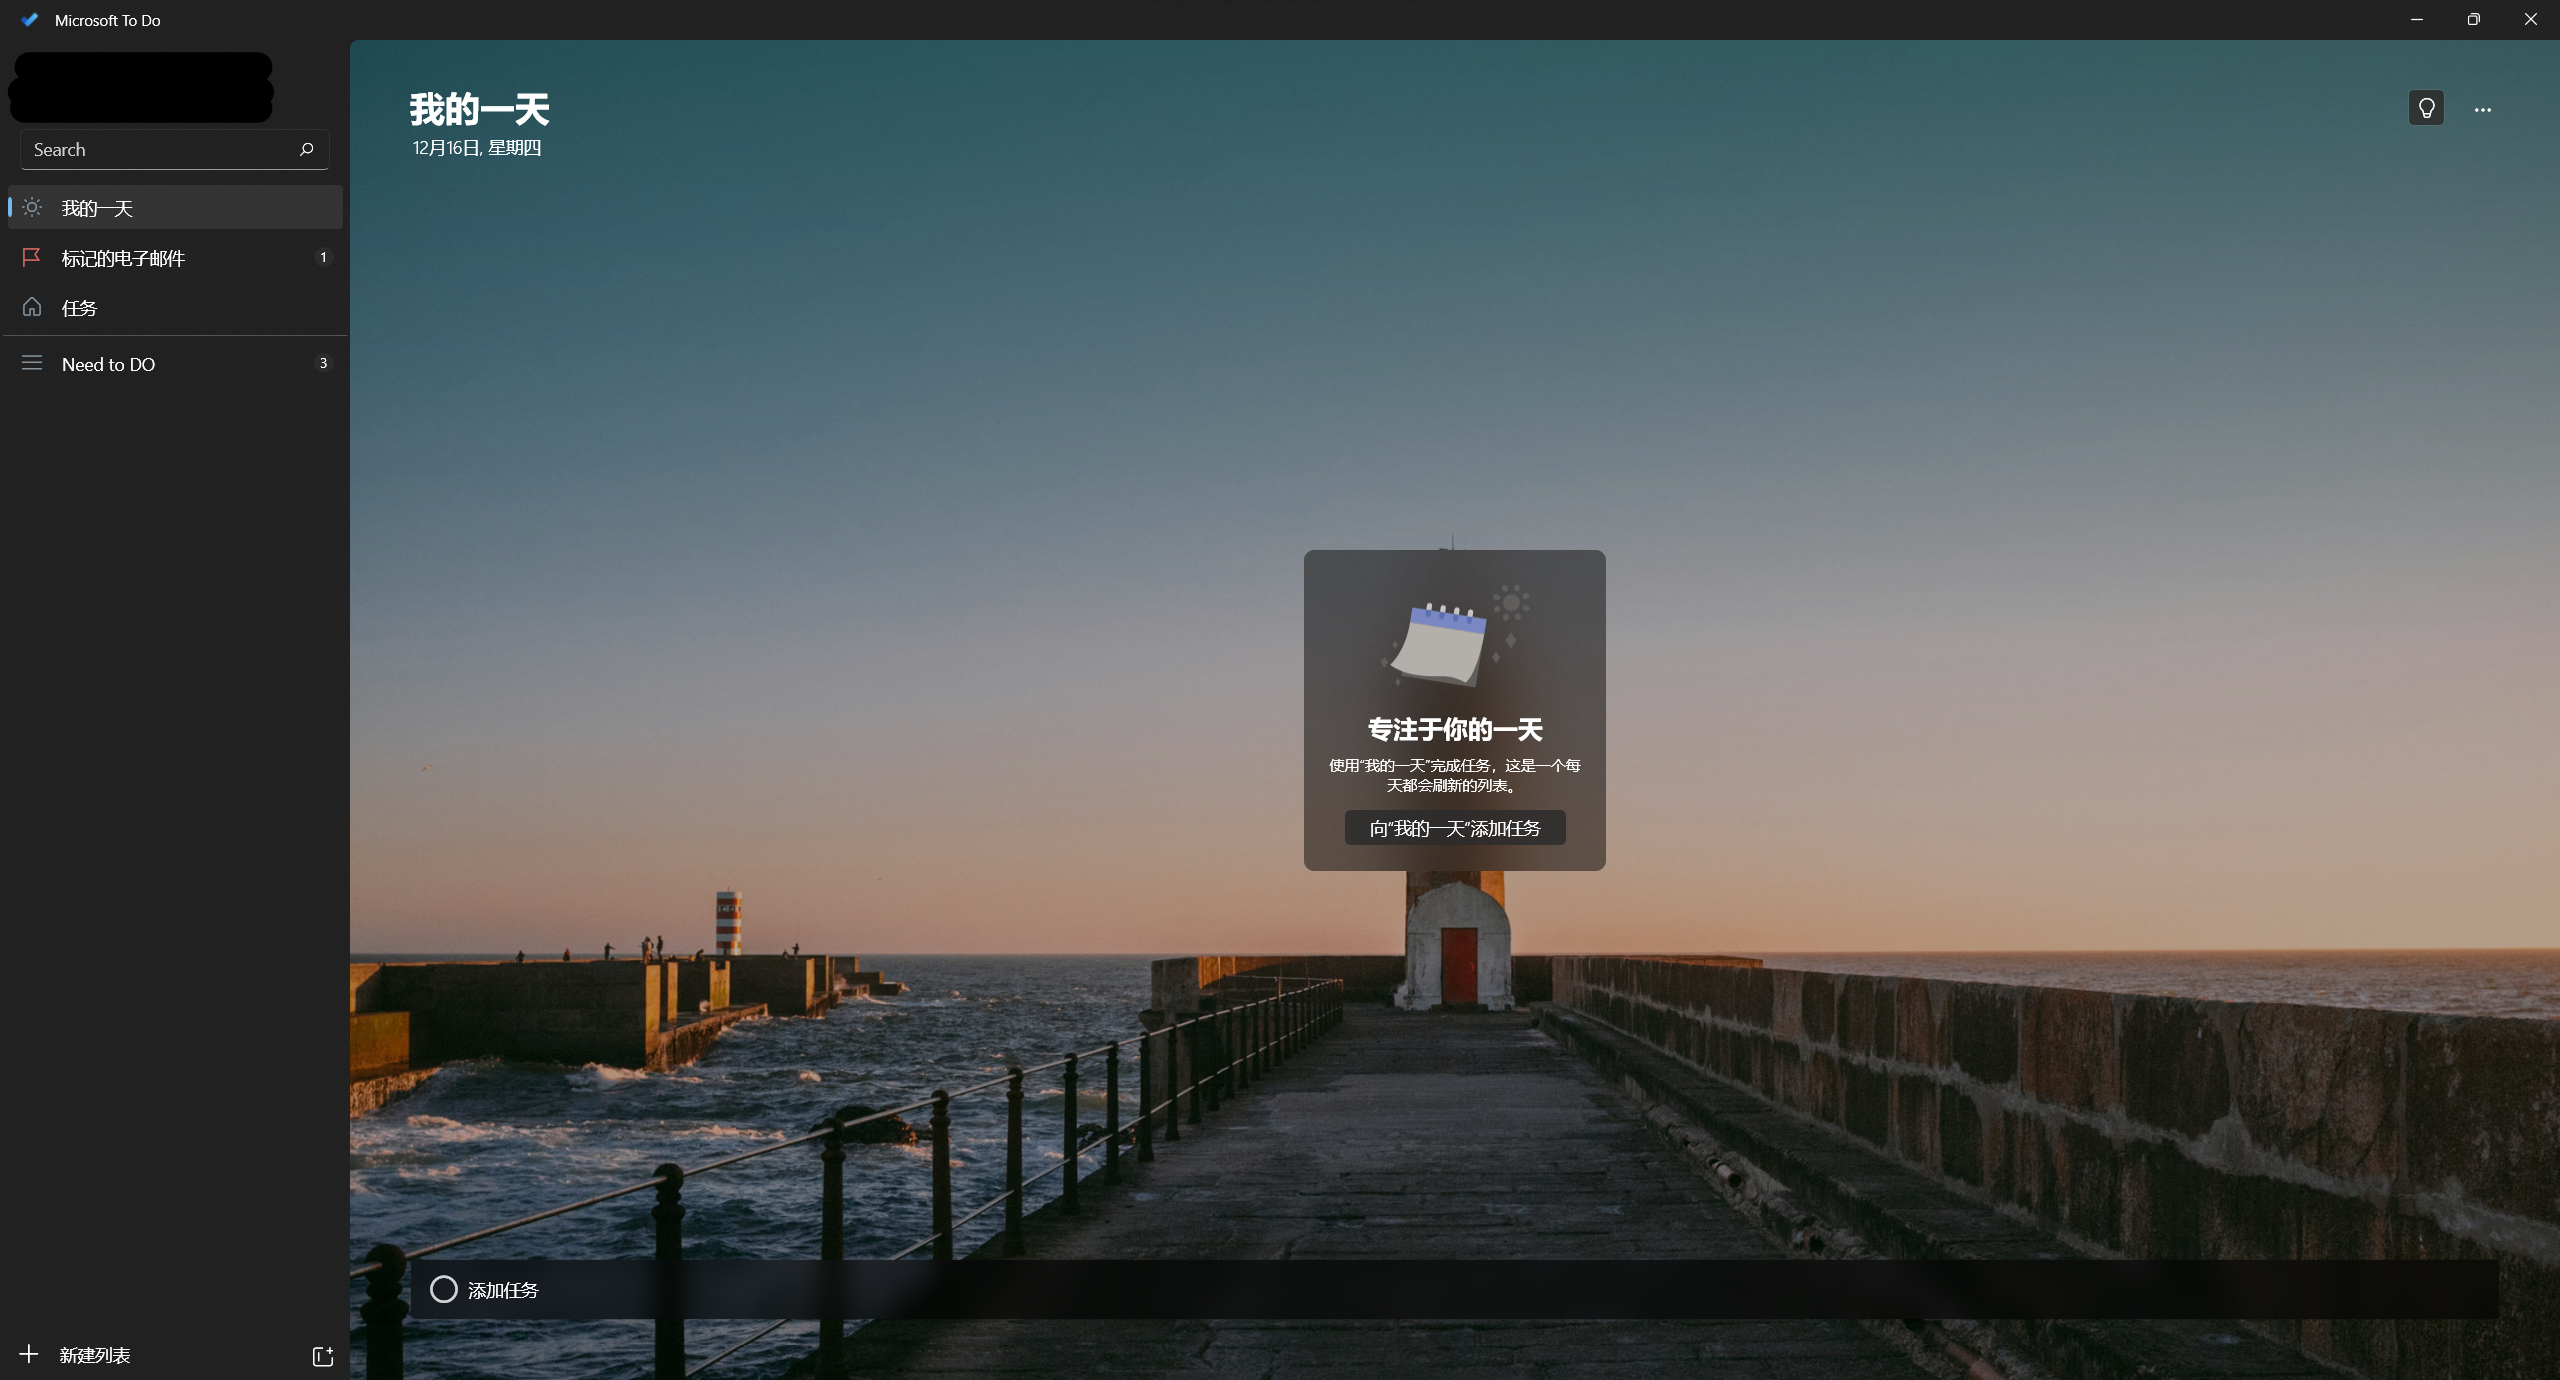 Microsoft To Do
Search
我的一天
标记的电子邮件
1
任务
Need to DO
3
新建列表
我的一天
12月16日, 星期四
专注于你的一天
使用“我的一天”完成任务，这是一个每
天都会刷新的列表。
向“我的一天”添加任务
添加任务